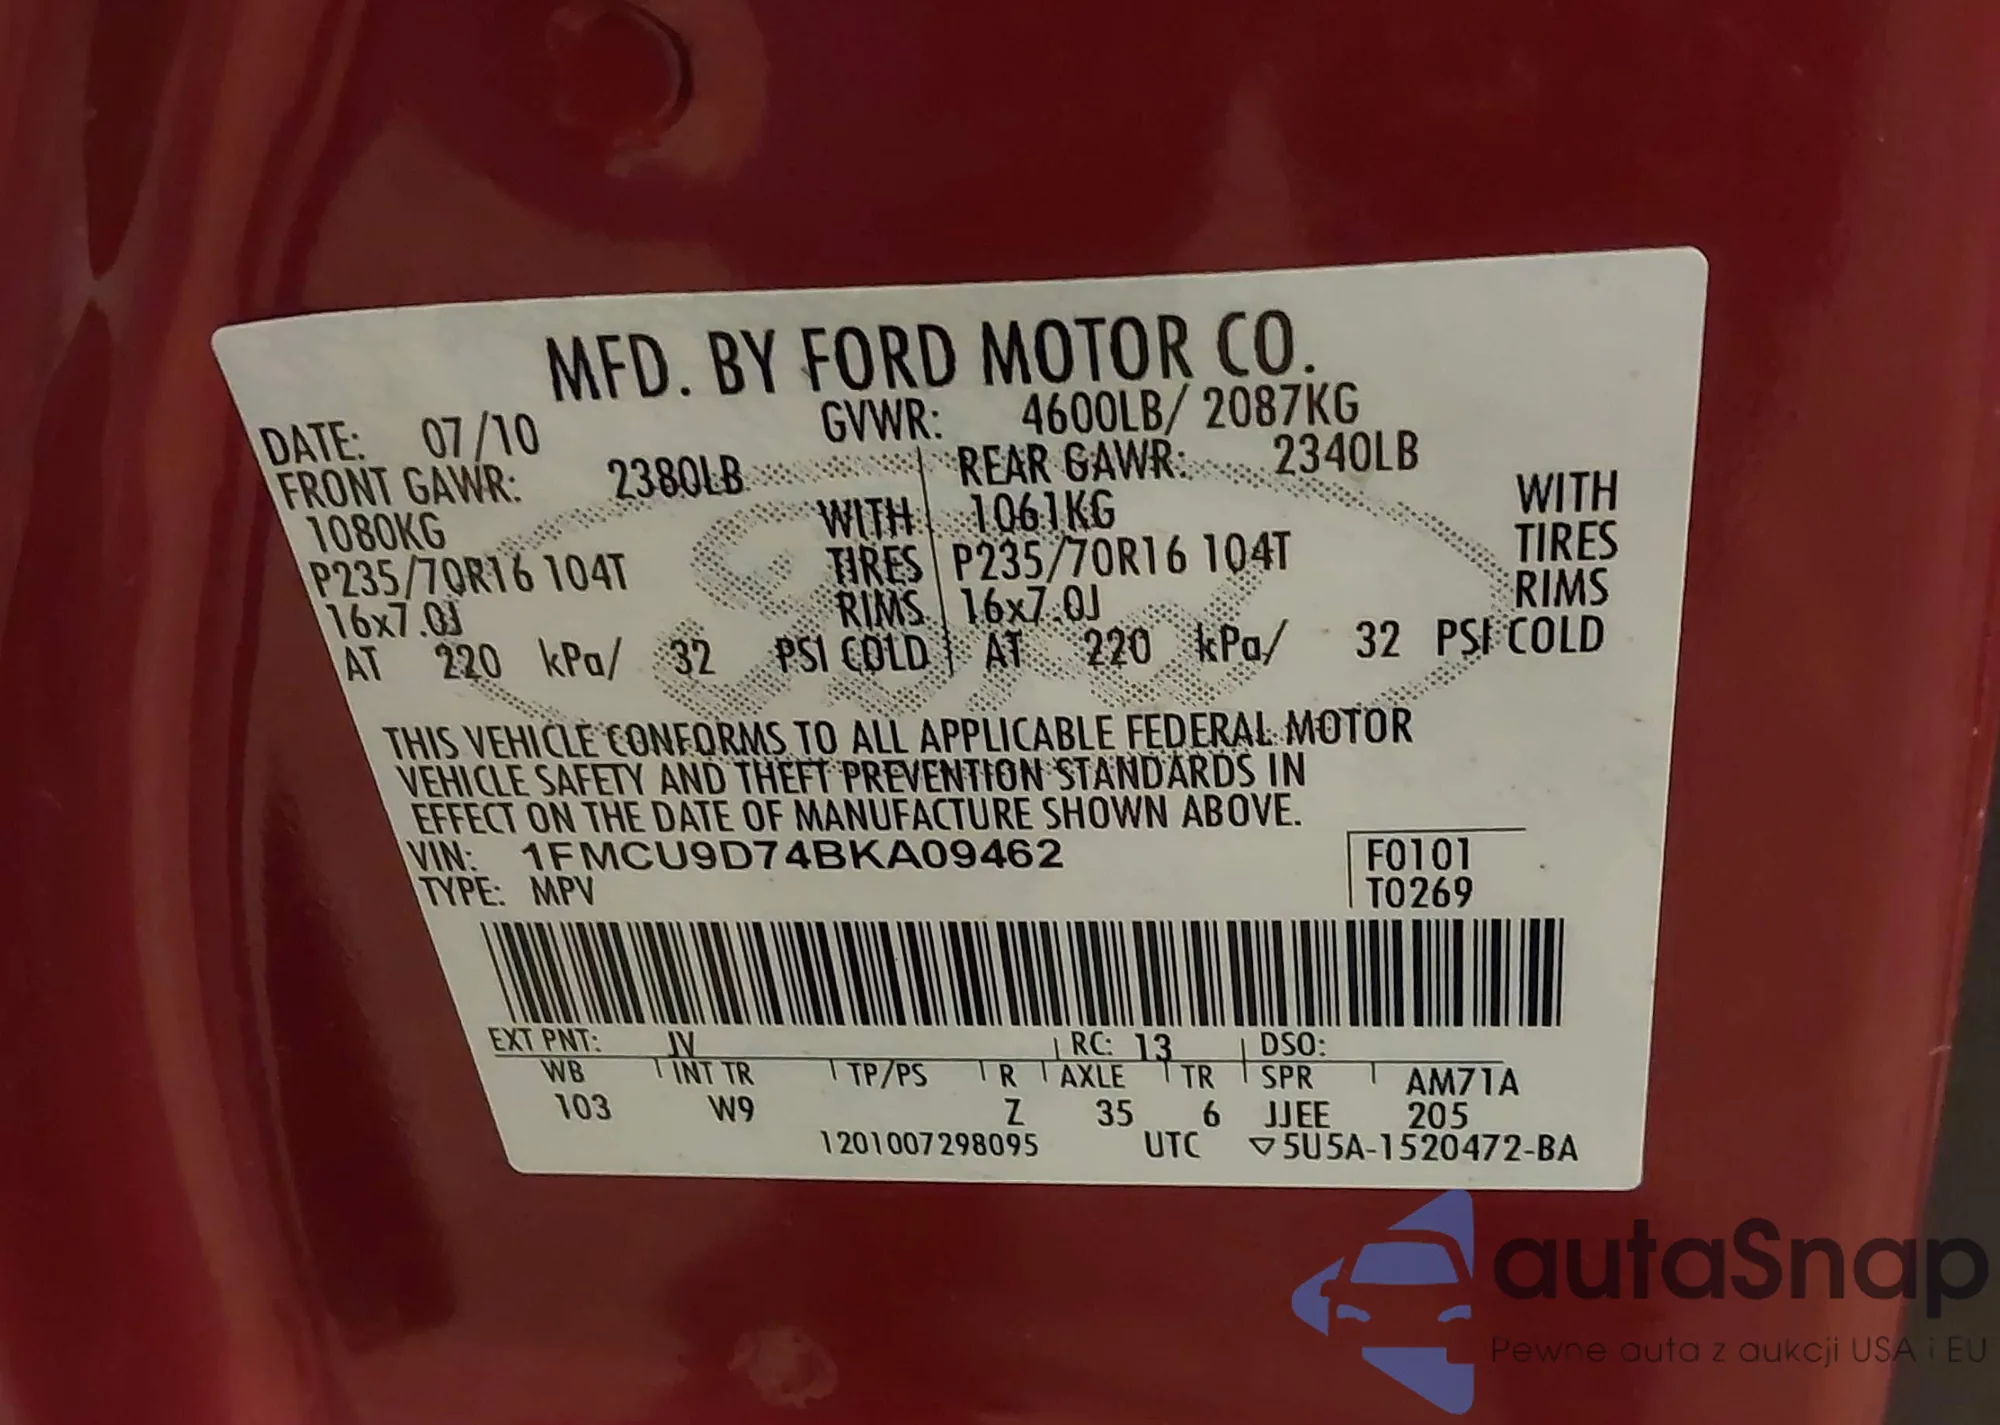 MFD. BY FORD MOTOR CO.
DATE: 07/10 GVWR: 4600LB/ 2087KG
FRONT GAWR: 2380LB REAR GAWR: 2340LB
1080KG WITH 1061KG WITH
P235/70R16 104T TIRES P235/70R16 104T TIRES
16x7.0J RIMS 16x7.0J RIMS
AT 220 kPa/ 32 PSI COLD AT 220 kPa/ 32 PSI COLD
THIS VEHICLE CONFORMS TO ALL APPLICABLE FEDERAL MOTOR
VEHICLE SAFETY AND THEFT PREVENTION STANDARDS IN
EFFECT ON THE DATE OF MANUFACTURE SHOWN ABOVE.
VIN: 1FMCU9D74BKA09462 F0101
TYPE: MPV T0269
EXT PNT: JV RC: 13 DSO:
WB INT TR TP/PS R AXLE TR SPR AM71A
103 W9 Z 35 6 JJEE 205
1201007298095 UTC ▽5U5A-1520472-BA
autaSnap
Pewne auta z aukcji USA i EU